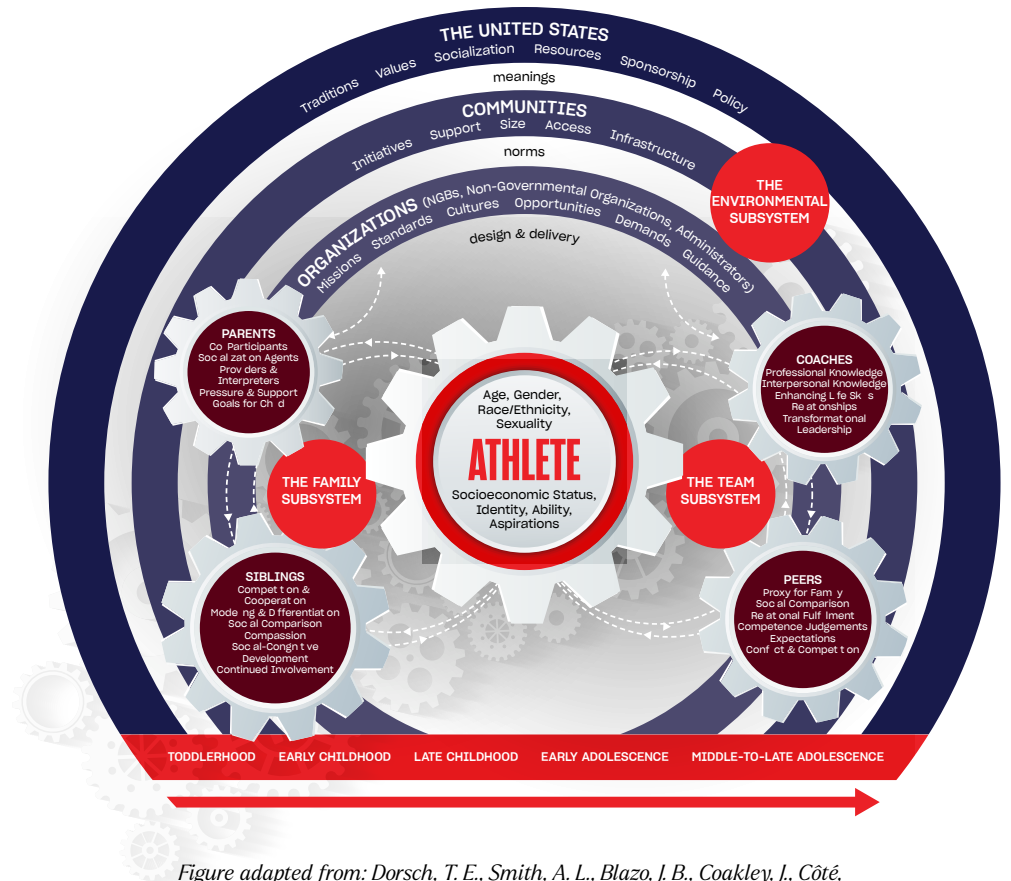 THE UNITED STATES
Traditions Values Socialization Resources Sponsorship Policy
meanings
COMMUNITIES
Initiatives Support Size Access Infrastructure
norms
ORGANIZATIONS (NGBs, Non-Governmental Organizations, Administrators)
Missions Standards Cultures Opportunities Demands Guidance
design & delivery
THE
ENVIRONMENTAL
SUBSYSTEM
PARENTS
Co Participants
Soc al zat on Agents
Prov ders &
Interpreters
Pressure & Support
Goals for Ch d
COACHES
Professional Knowledge
Interpersonal Knowledge
Enhancing L fe Sk s
Re at onships
Transformat onal
Leadership
Age, Gender,
Race/Ethnicity,
Sexuality
ATHLETE
Socioeconomic Status,
Identity, Ability,
Aspirations
THE FAMILY
SUBSYSTEM
THE TEAM
SUBSYSTEM
SIBLINGS
Compet t on &
Cooperat on
Mode ng & D fferentiat on
Soc al Comparison
Compassion
Soc al-Congn t ve
Development
Continued Involvement
PEERS
Proxy for Fam y
Soc al Comparison
Re at onal Fulf lment
Competence Judgements
Expectations
Conf ct & Compet t on
TODDLERHOOD EARLY CHILDHOOD LATE CHILDHOOD EARLY ADOLESCENCE MIDDLE-TO-LATE ADOLESCENCE
Figure adapted from: Dorsch, T. E., Smith, A. L., Blazo, J. B., Coakley, J., Côté,